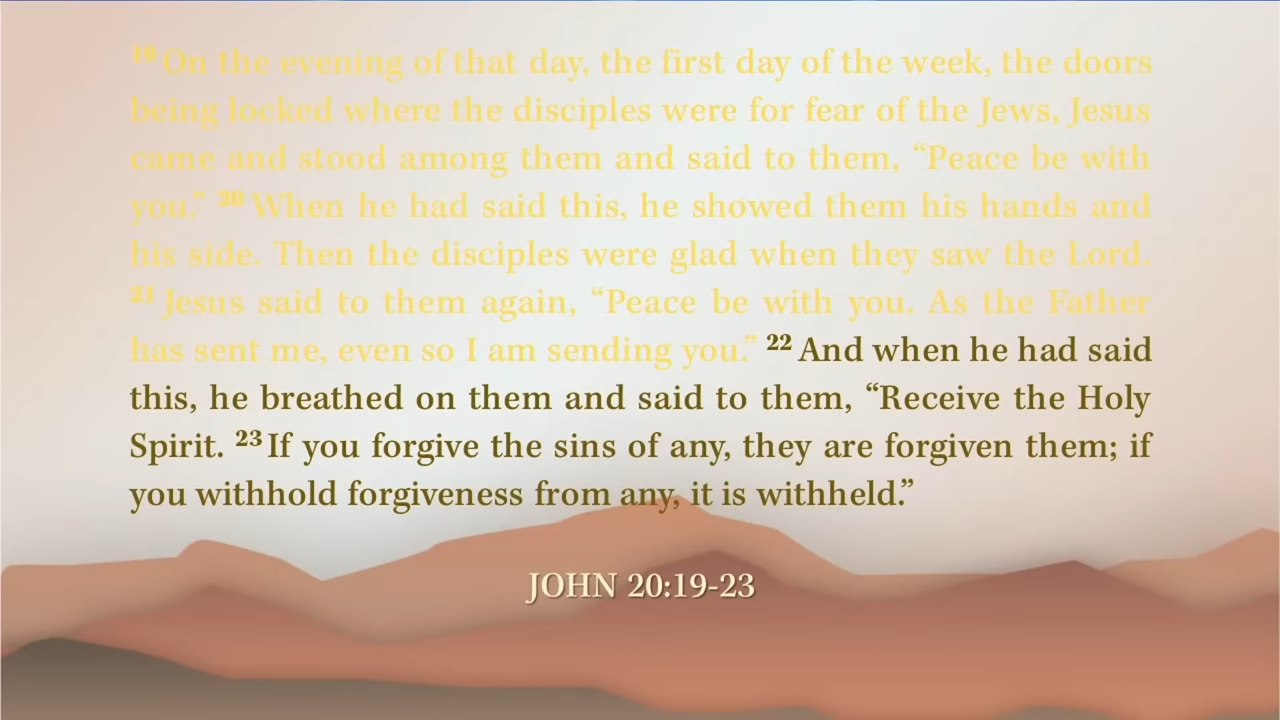 19 On the evening of that day, the first day of the week, the doors
being locked where the disciples were for fear of the Jews, Jesus
came and stood among them and said to them, “Peace be with
you.” 20 When he had said this, he showed them his hands and
his side. Then the disciples were glad when they saw the Lord.
21 Jesus said to them again, “Peace be with you. As the Father
has sent me, even so I am sending you.” 22 And when he had said
this, he breathed on them and said to them, “Receive the Holy
Spirit. 23 If you forgive the sins of any, they are forgiven them; if
you withhold forgiveness from any, it is withheld.”
JOHN 20:19-23